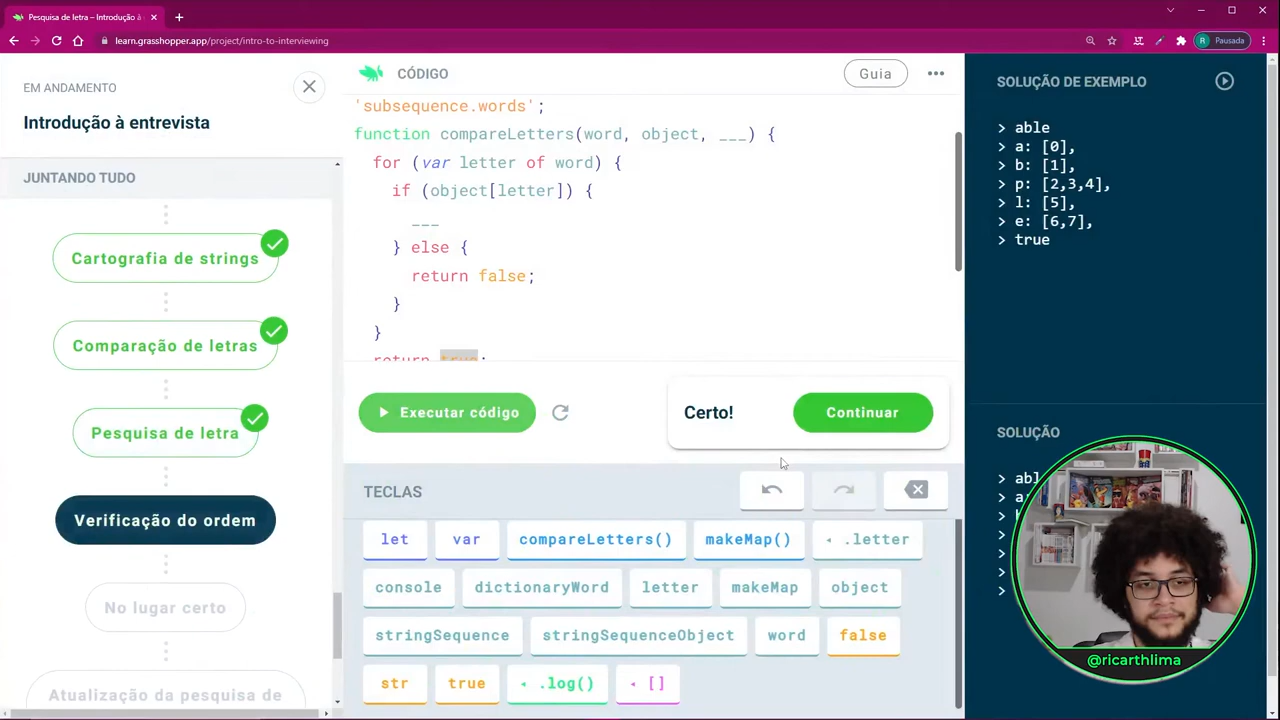 Pesquisa de letra – Introdução à
learn.grasshopper.app/project/intro-to-interviewing
R
Pausada
EM ANDAMENTO
Introdução à entrevista
JUNTANDO TUDO
Cartografia de strings
Comparação de letras
Pesquisa de letra
Verificação do ordem
No lugar certo
Atualização da pesquisa de
CÓDIGO
Guia
'subsequence.words';
function compareLetters(word, object, ___) {
for (var letter of word) {
if (object[letter]) {
___
} else {
return false;
}
}
return true;
Executar código
Certo!
Continuar
TECLAS
let
var
compareLetters()
makeMap()
.letter
console
dictionaryWord
letter
makeMap
object
stringSequence
stringSequenceObject
word
false
str
true
.log()
[]
SOLUÇÃO DE EXEMPLO
> able
> a: [0],
> b: [1],
> p: [2,3,4],
> l: [5],
> e: [6,7],
> true
SOLUÇÃO
>
> a
>
>
>
>
>
@ricarthlima